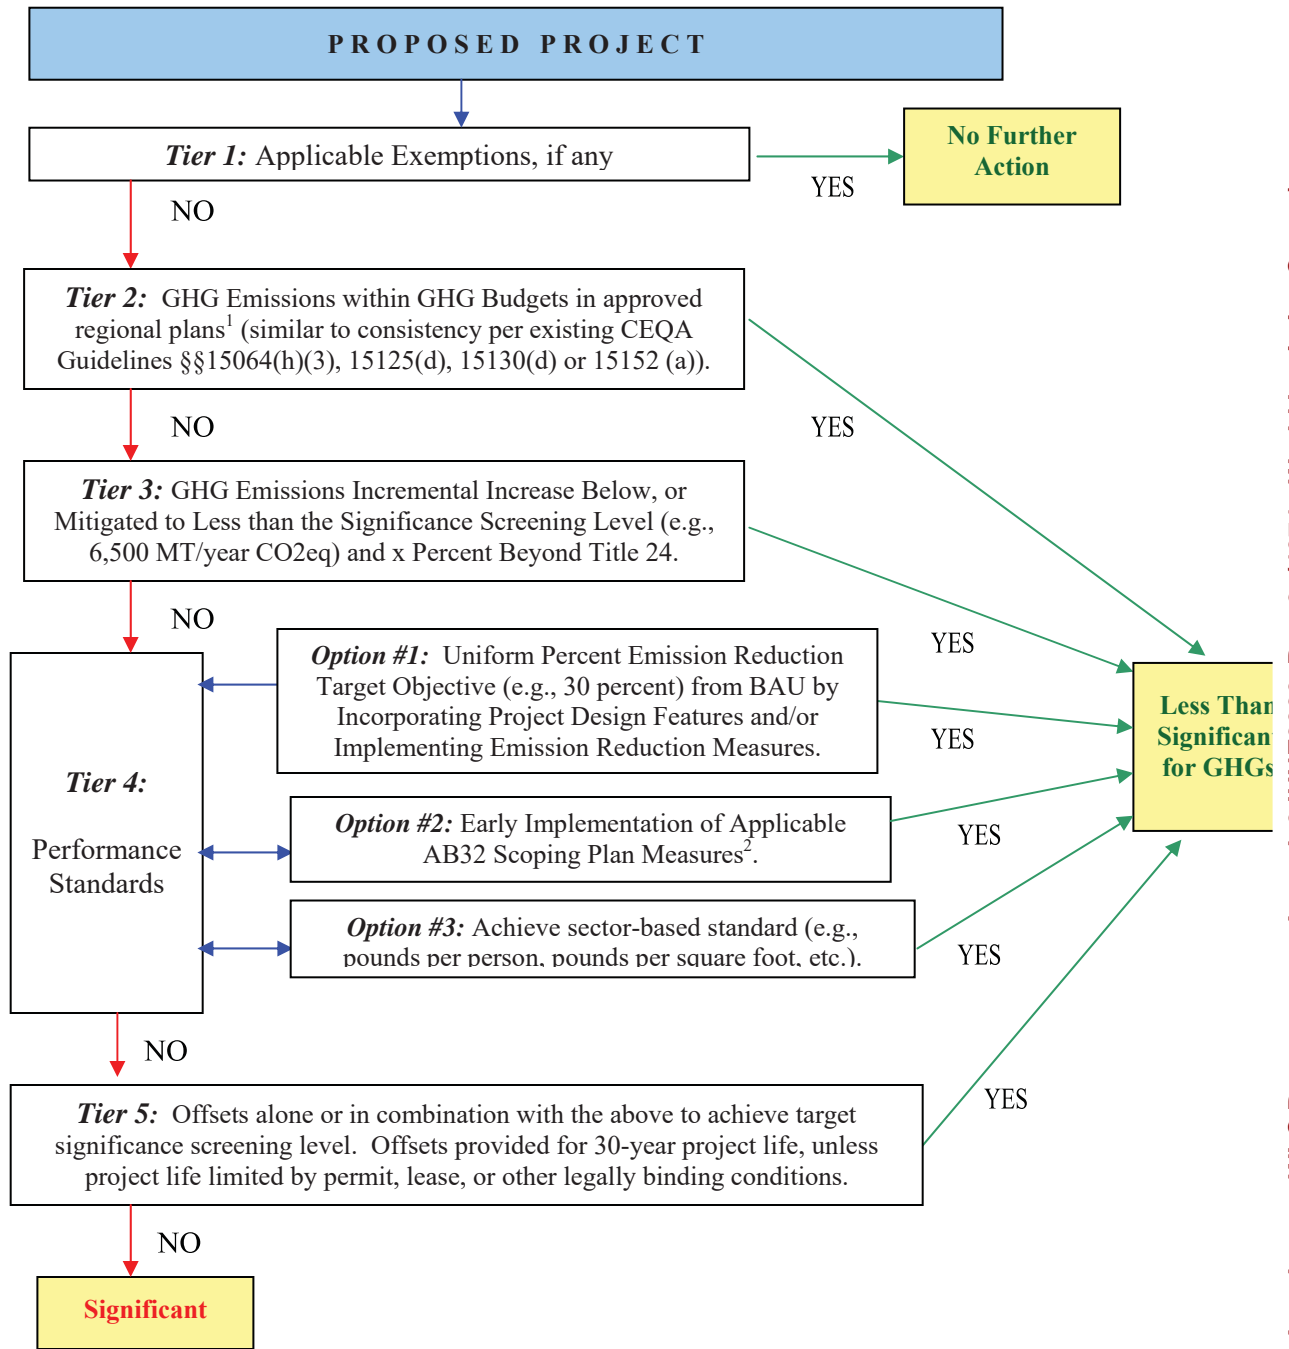 PROPOSED PROJECT
Tier 1: Applicable Exemptions, if any
No Further
Action
YES
NO
Tier 2: GHG Emissions within GHG Budgets in approved
regional plans¹ (similar to consistency per existing CEQA
Guidelines §§15064(h)(3), 15125(d), 15130(d) or 15152 (a)).
YES
NO
Tier 3: GHG Emissions Incremental Increase Below, or
Mitigated to Less than the Significance Screening Level (e.g.,
6,500 MT/year CO2eq) and x Percent Beyond Title 24.
YES
NO
Option #1: Uniform Percent Emission Reduction
Target Objective (e.g., 30 percent) from BAU by
Incorporating Project Design Features and/or
Implementing Emission Reduction Measures.
YES
Less Than
Significant
for GHGs
Tier 4:
Performance
Standards
Option #2: Early Implementation of Applicable
AB32 Scoping Plan Measures².
YES
Option #3: Achieve sector-based standard (e.g.,
pounds per person, pounds per square foot, etc.).
YES
NO
Tier 5: Offsets alone or in combination with the above to achieve target
significance screening level. Offsets provided for 30-year project life, unless
project life limited by permit, lease, or other legally binding conditions.
YES
NO
Significant